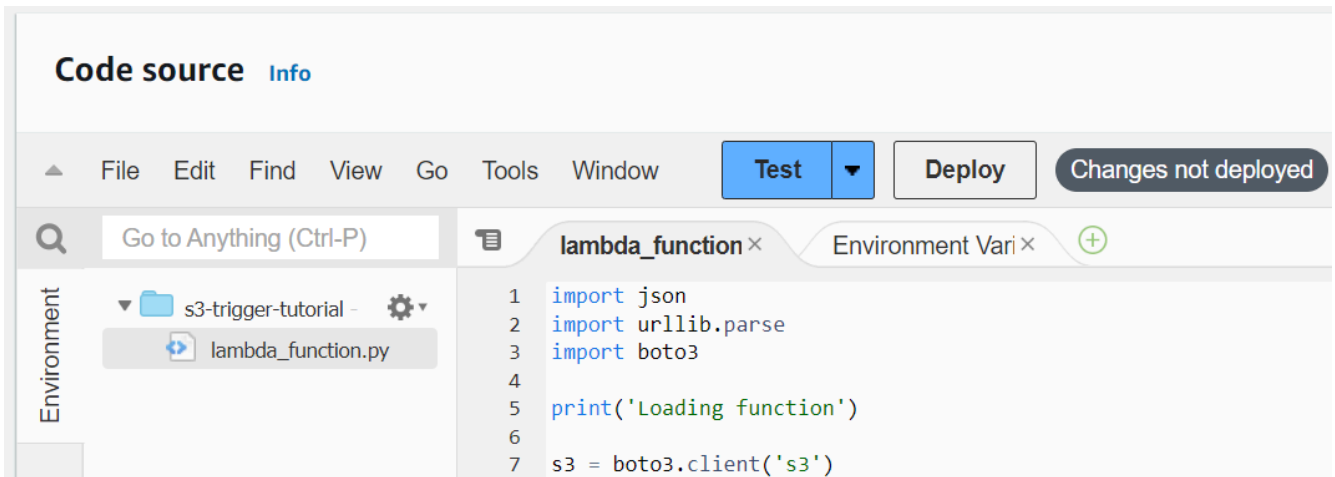 Code source Info
File Edit Find View Go Tools Window Test Deploy Changes not deployed
Go to Anything (Ctrl-P)
lambda_function × Environment Vari ×
Environment
s3-trigger-tutorial -
lambda_function.py
1 import json
2 import urllib.parse
3 import boto3
4
5 print('Loading function')
6
7 s3 = boto3.client('s3')